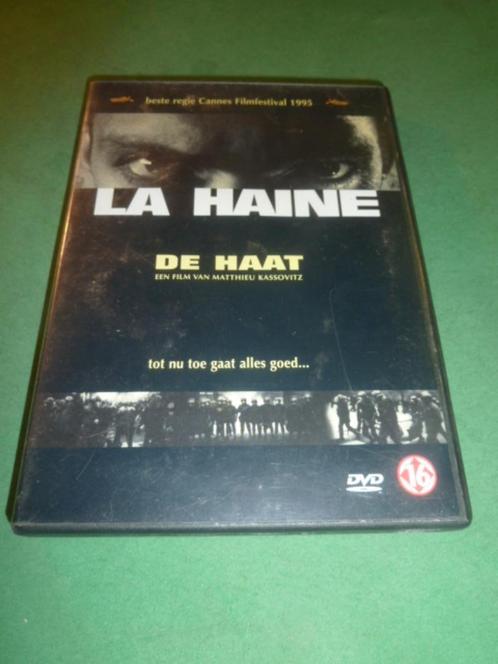 beste regie Cannes Filmfestival 1995
LA HAINE
DE HAAT
EEN FILM VAN MATTHIEU KASSOVITZ
tot nu toe gaat alles goed...
DVD
16